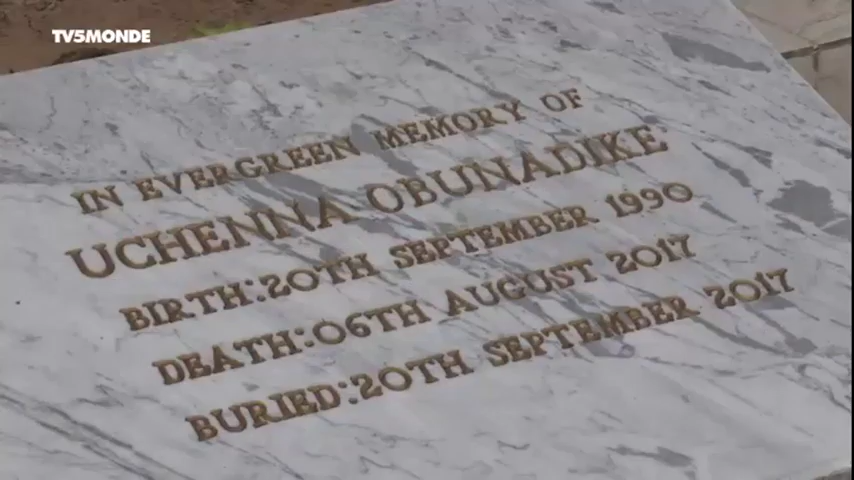 TV5MONDE
IN EVERGREEN MEMORY OF
UCHENNA OBUNADIKE
BIRTH:20TH SEPTEMBER 1990
DEATH:06TH AUGUST 2017
BURIED:20TH SEPTEMBER 2017